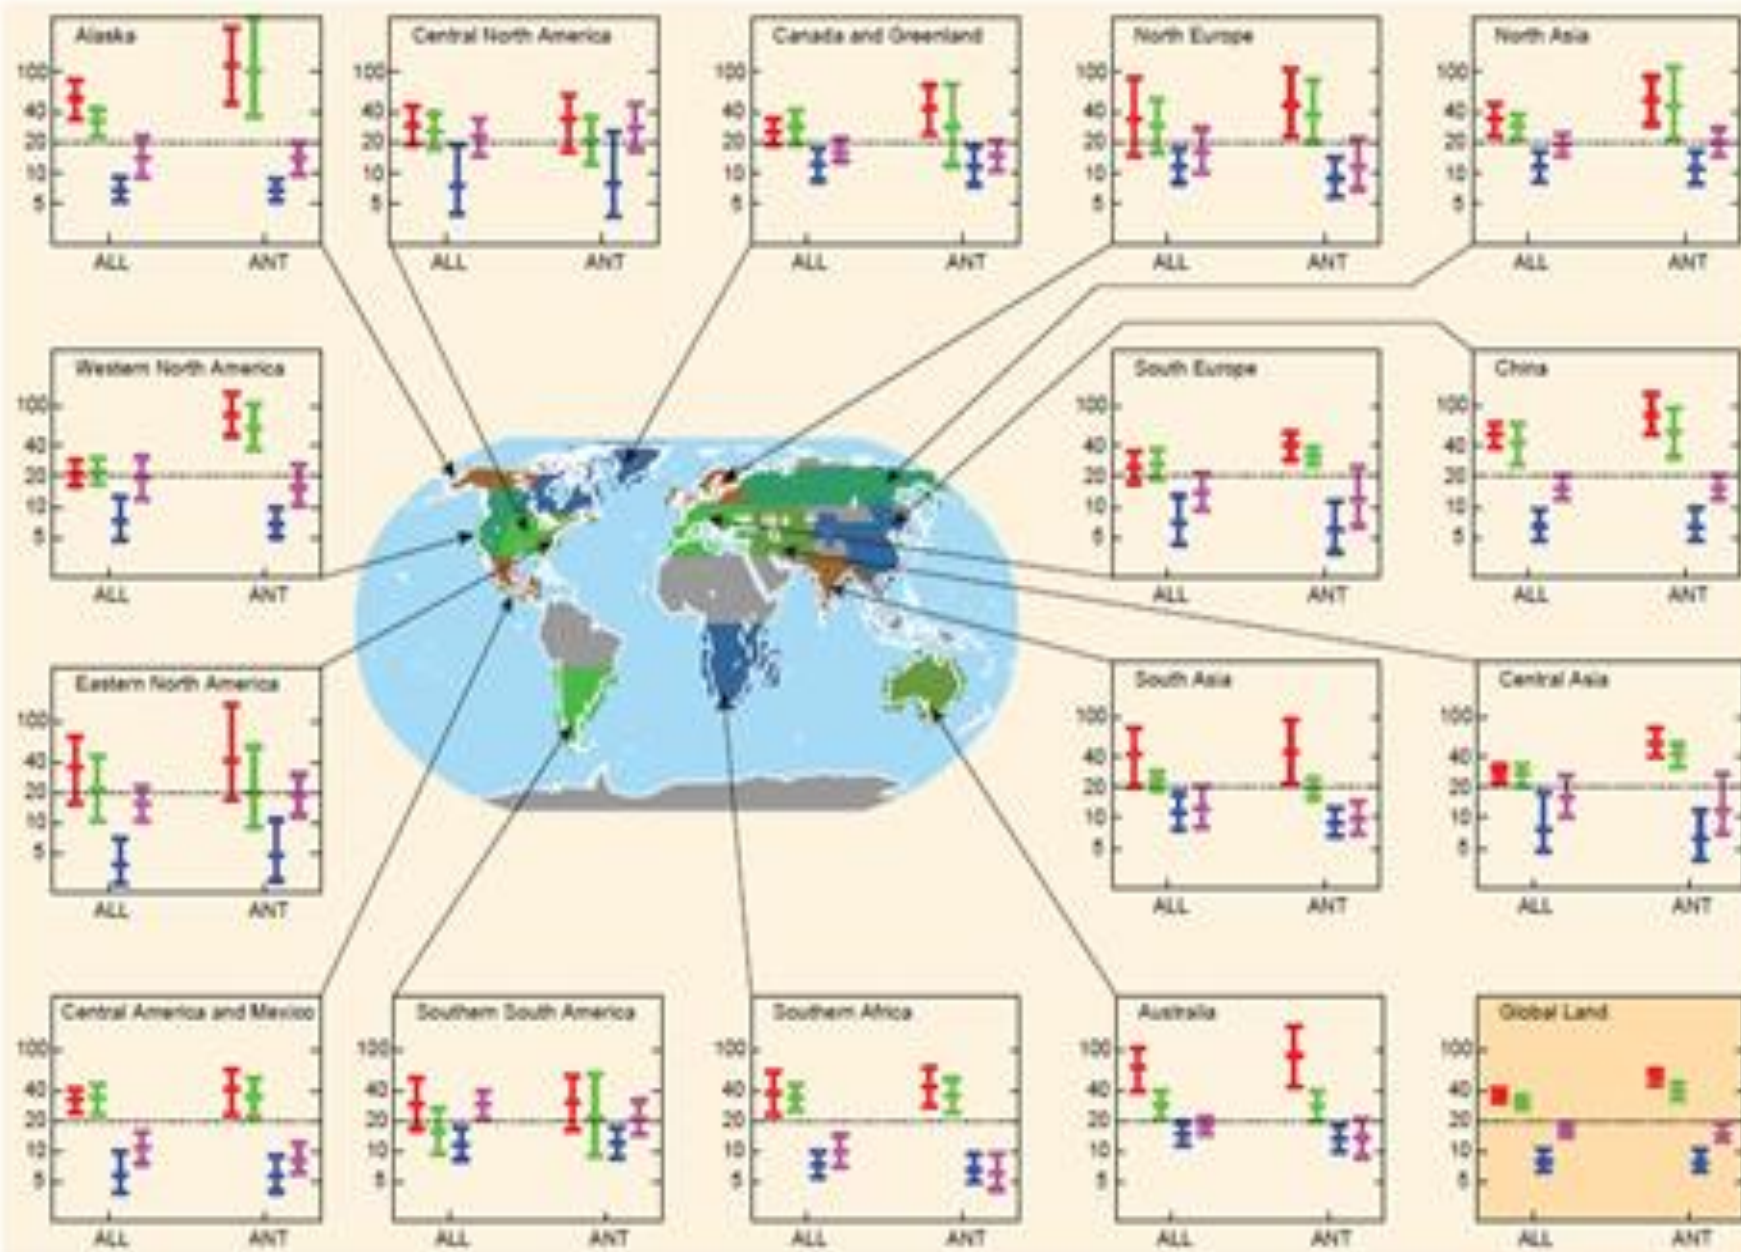 Alaska
100
40
20
10
5
ALL ANT
Central North America
100
40
20
10
5
ALL ANT
Canada and Greenland
100
40
20
10
5
ALL ANT
North Europe
100
40
20
10
5
ALL ANT
North Asia
100
40
20
10
5
ALL ANT
Western North America
100
40
20
10
5
ALL ANT
South Europe
100
40
20
10
5
ALL ANT
China
100
40
20
10
5
ALL ANT
Eastern North America
100
40
20
10
5
ALL ANT
South Asia
100
40
20
10
5
ALL ANT
Central Asia
100
40
20
10
5
ALL ANT
Central America and Mexico
100
40
20
10
5
ALL ANT
Southern South America
100
40
20
10
5
ALL ANT
Southern Africa
100
40
20
10
5
ALL ANT
Australia
100
40
20
10
5
ALL ANT
Global Land
100
40
20
10
5
ALL ANT